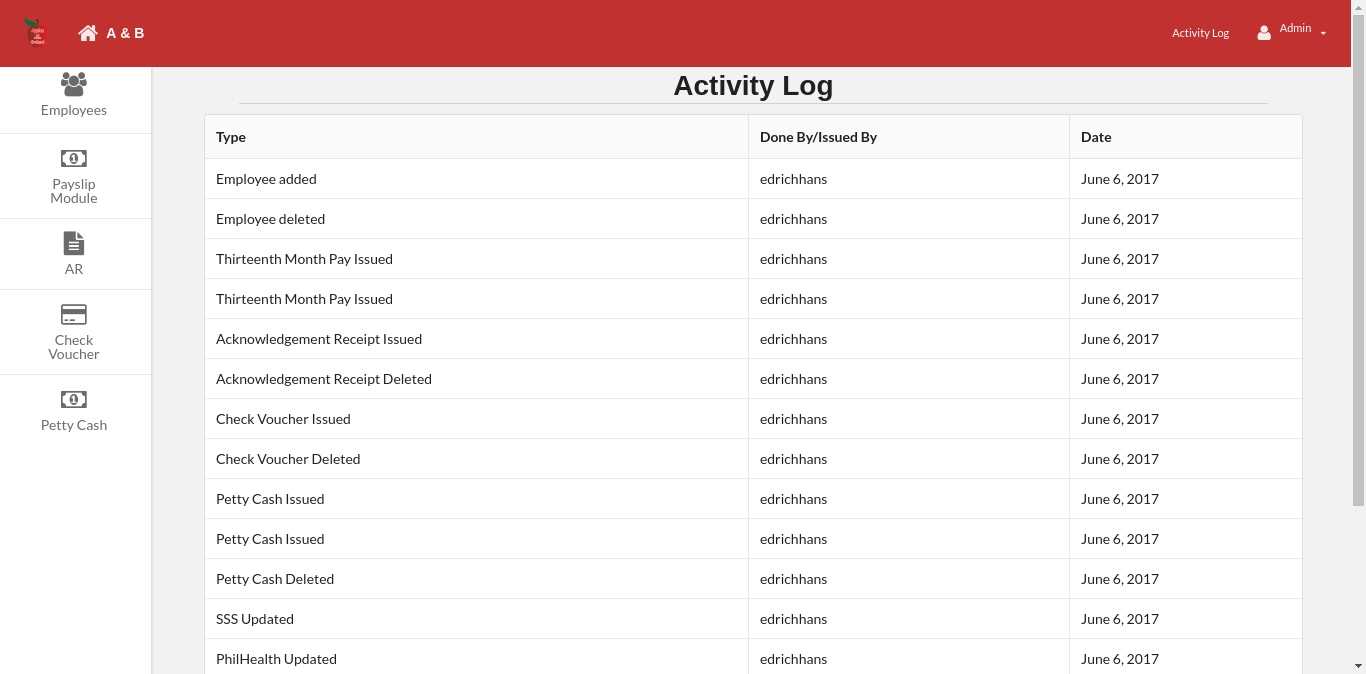 A & B
Activity Log
Admin
Employees
Payslip
Module
AR
Check
Voucher
Petty Cash
Activity Log
Type Done By/Issued By Date
Employee added edrichhans June 6, 2017
Employee deleted edrichhans June 6, 2017
Thirteenth Month Pay Issued edrichhans June 6, 2017
Thirteenth Month Pay Issued edrichhans June 6, 2017
Acknowledgement Receipt Issued edrichhans June 6, 2017
Acknowledgement Receipt Deleted edrichhans June 6, 2017
Check Voucher Issued edrichhans June 6, 2017
Check Voucher Deleted edrichhans June 6, 2017
Petty Cash Issued edrichhans June 6, 2017
Petty Cash Issued edrichhans June 6, 2017
Petty Cash Deleted edrichhans June 6, 2017
SSS Updated edrichhans June 6, 2017
PhilHealth Updated edrichhans June 6, 2017